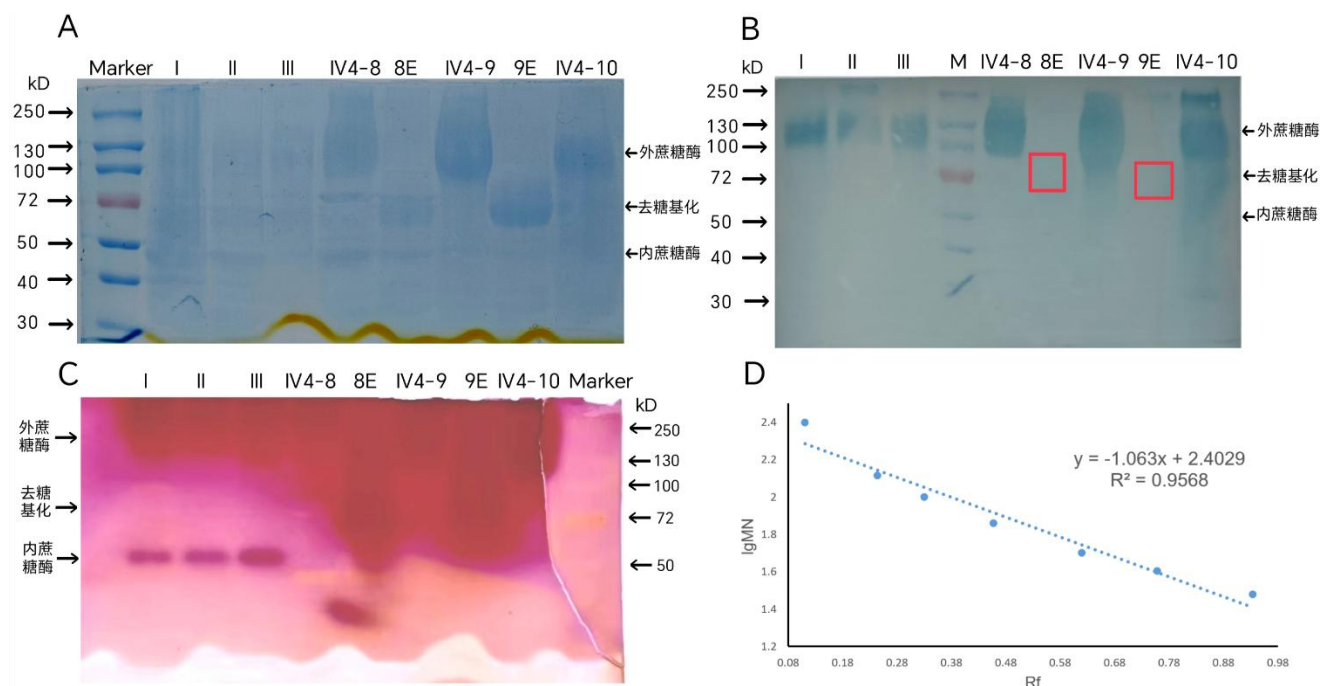 A
Marker I II III IV4-8 8E IV4-9 9E IV4-10
kD
250
130
100
72
50
40
30
←外蔗糖酶
←去糖基化
←内蔗糖酶
B
I II III M IV4-8 8E IV4-9 9E IV4-10
kD
250
130
100
72
50
40
30
←外蔗糖酶
←去糖基化
←内蔗糖酶
C
I II III IV4-8 8E IV4-9 9E IV4-10 Marker
kD
外蔗
糖酶
去糖
基化
内蔗
糖酶
250
130
100
72
50
D
2.4
2.2
2
1.8
1.6
1.4
1.2
lgMN
y = -1.063x + 2.4029
R² = 0.9568
0.08 0.18 0.28 0.38 0.48 0.58 0.68 0.78 0.88 0.98
Rf